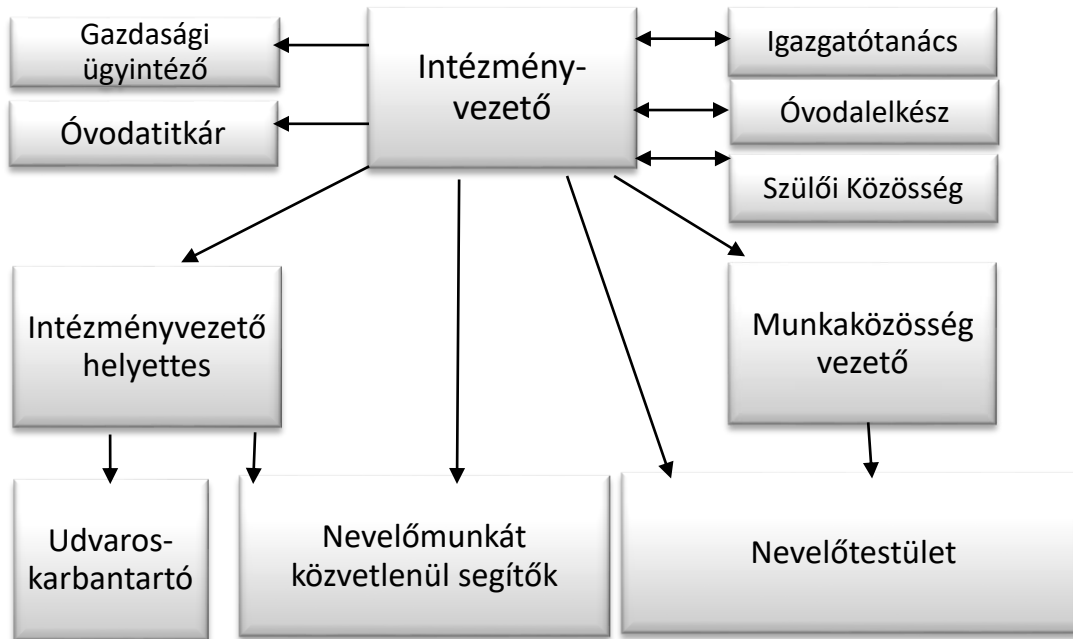 Gazdasági
ügyintéző
Óvodatitkár
Intézmény-
vezető
Igazgatótanács
Óvodalelkész
Szülői Közösség
Intézményvezető
helyettes
Munkaközösség
vezető
Udvaros-
karbantartó
Nevelőmunkát
közvetlenül segítők
Nevelőtestület